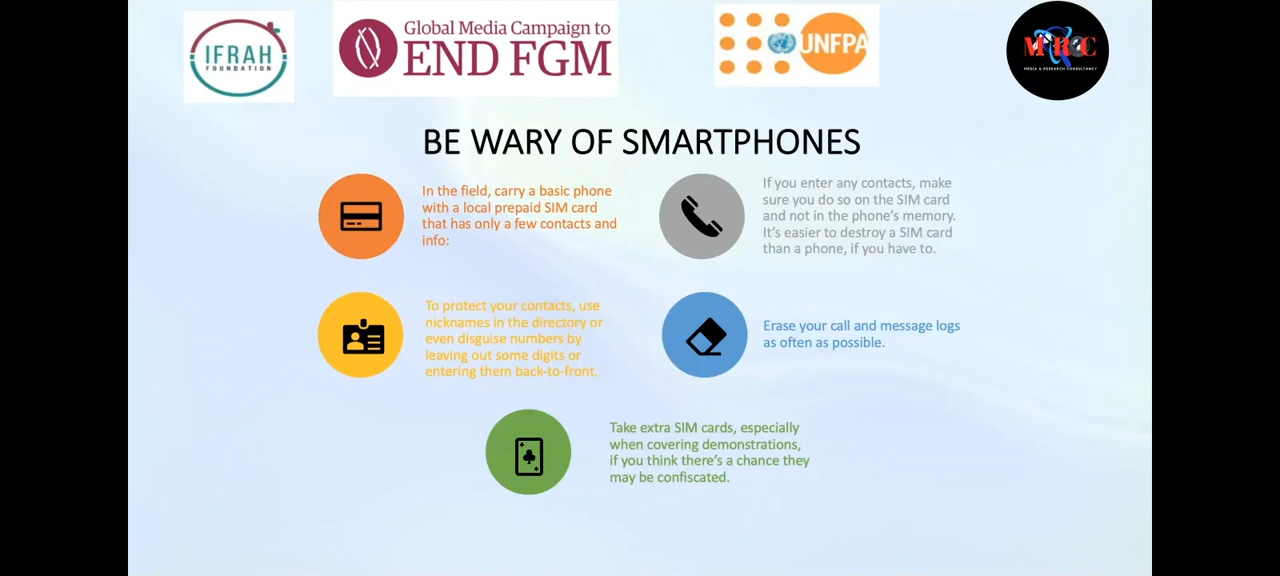 IFRAH
FOUNDATION
Global Media Campaign to
END FGM
UNFPA
MEDIA & RESEARCH CONSULTANCY
BE WARY OF SMARTPHONES
In the field, carry a basic phone
with a local prepaid SIM card
that has only a few contacts and
info:
If you enter any contacts, make
sure you do so on the SIM card
and not in the phone's memory.
It's easier to destroy a SIM card
than a phone, if you have to.
To protect your contacts, use
nicknames in the directory or
even disguise numbers by
leaving out some digits or
entering them back-to-front.
Erase your call and message logs
as often as possible.
Take extra SIM cards, especially
when covering demonstrations,
if you think there's a chance they
may be confiscated.